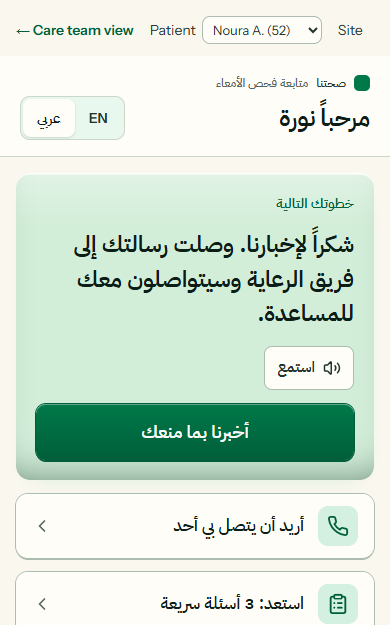 ← Care team view Patient Noura A. (52) Site
صحتنا متابعة فحص الأمعاء
مرحباً نورة
عربي EN
خطوتك التالية
شكراً لإخبارنا. وصلت رسالتك إلى
فريق الرعاية وسيتواصلون معك
للمساعدة.
استمع
أخبرنا بما منعك
أريد أن يتصل بي أحد
استعد: 3 أسئلة سريعة